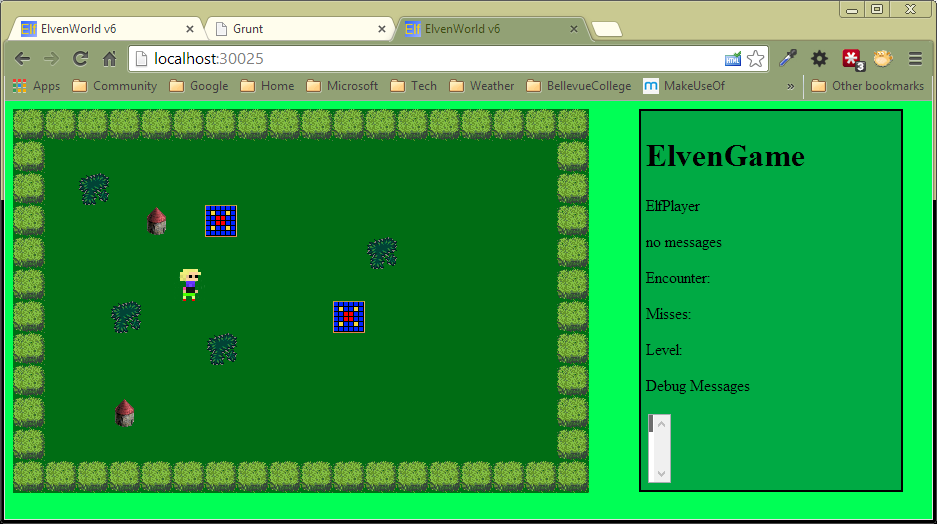 ElvenWorld v6
Grunt
ElvenWorld v6
localhost:30025
3
Apps
Community
Google
Home
Microsoft
Tech
Weather
BellevueCollege
m
MakeUseOf
»
Other bookmarks
ElvenGame
ElfPlayer
no messages
Encounter:
Misses:
Level:
Debug Messages